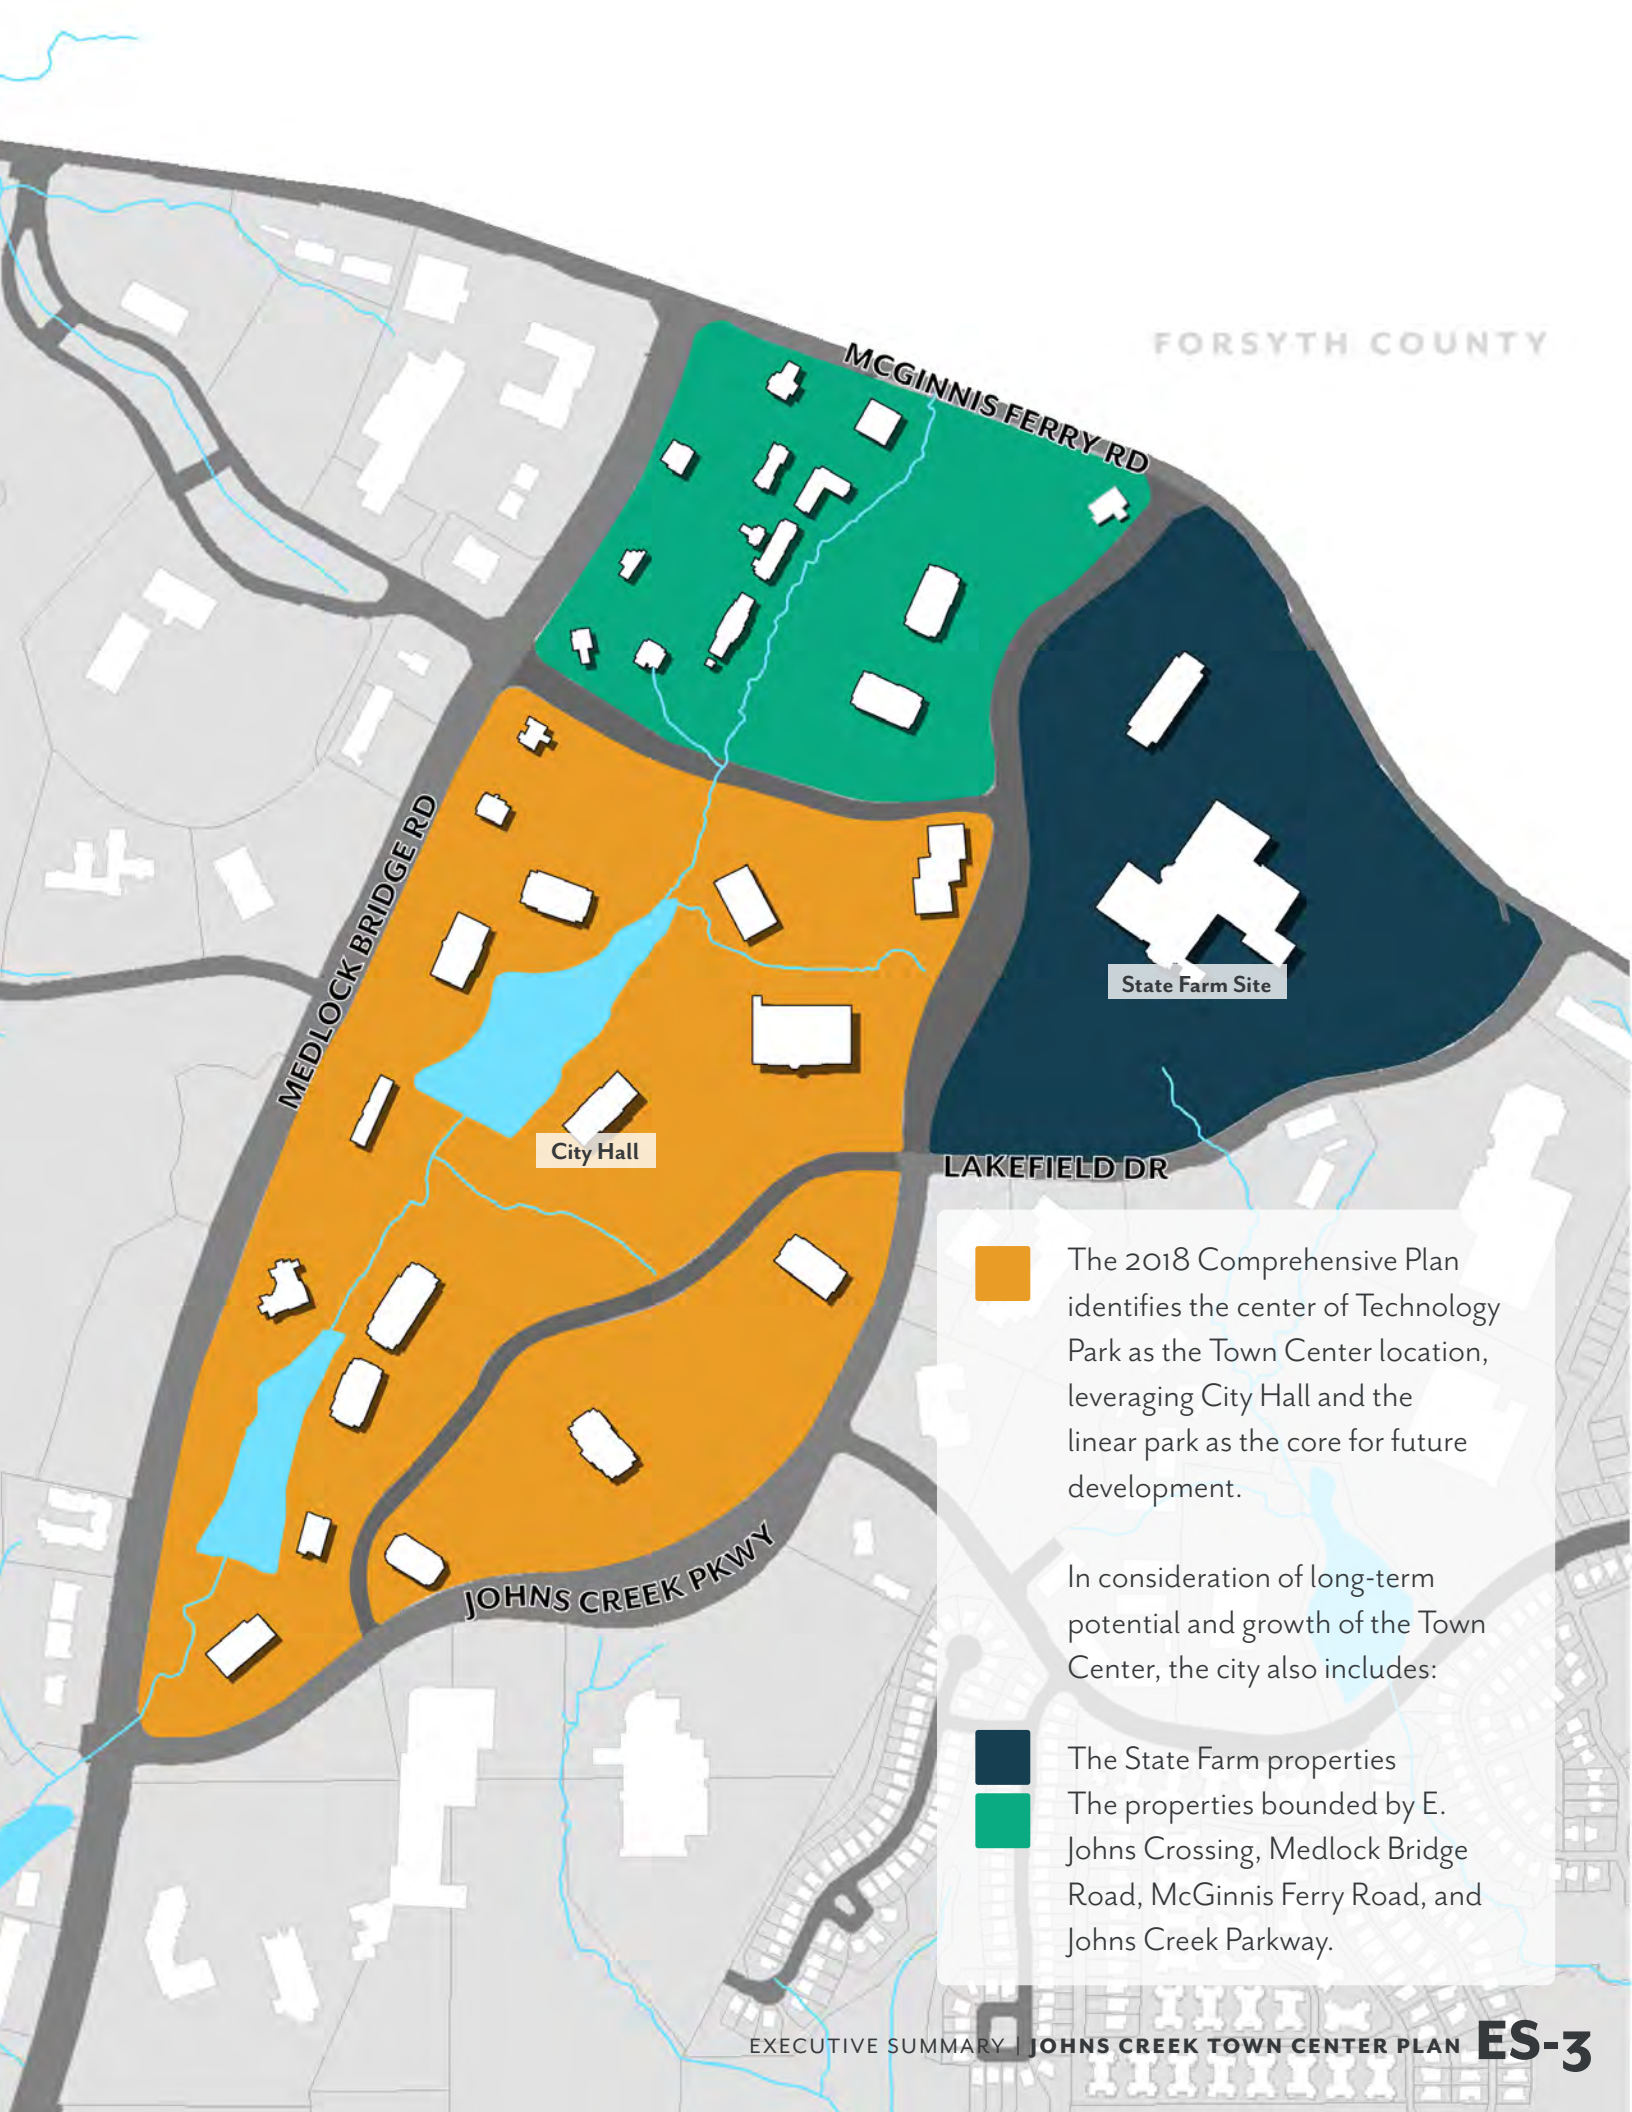 FORSYTH COUNTY
MCGINNIS FERRY RD
MEDLOCK BRIDGE RD
State Farm Site
City Hall
LAKEFIELD DR
JOHNS CREEK PKWY
The 2018 Comprehensive Plan
identifies the center of Technology
Park as the Town Center location,
leveraging City Hall and the
linear park as the core for future
development.
In consideration of long-term
potential and growth of the Town
Center, the city also includes:
The State Farm properties
The properties bounded by E.
Johns Crossing, Medlock Bridge
Road, McGinnis Ferry Road, and
Johns Creek Parkway.
EXECUTIVE SUMMARY | JOHNS CREEK TOWN CENTER PLAN ES-3